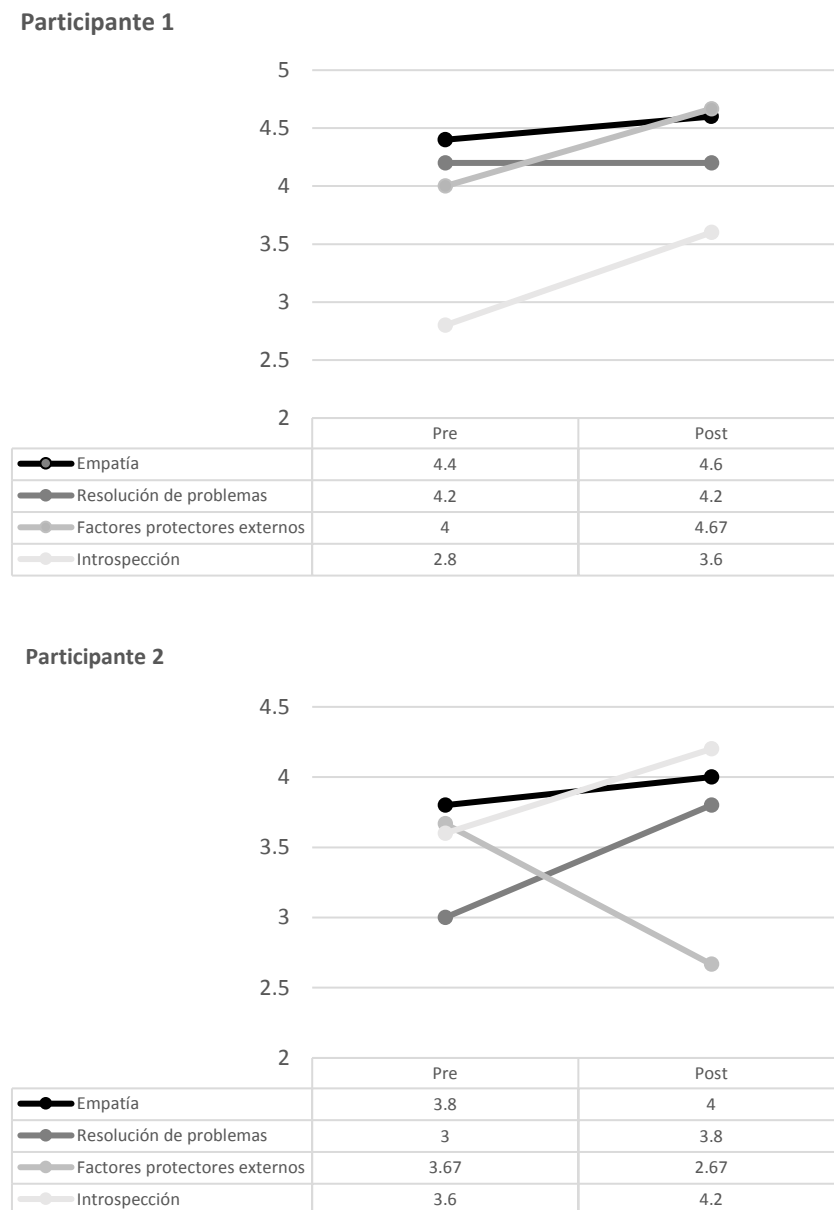 Participante 1
5
4.5
4
3.5
3
2.5
2
Pre Post
Empatía 4.4 4.6
Resolución de problemas 4.2 4.2
Factores protectores externos 4 4.67
Introspección 2.8 3.6
Participante 2
4.5
4
3.5
3
2.5
2
Pre Post
Empatía 3.8 4
Resolución de problemas 3 3.8
Factores protectores externos 3.67 2.67
Introspección 3.6 4.2